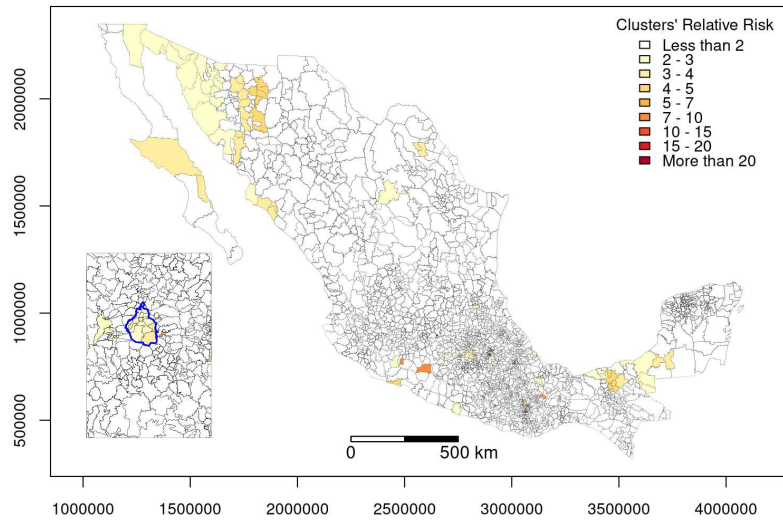 Clusters' Relative Risk
Less than 2
2 - 3
3 - 4
4 - 5
5 - 7
7 - 10
10 - 15
15 - 20
More than 20
2000000
1500000
1000000
500000
0 500 km
1000000 1500000 2000000 2500000 3000000 3500000 4000000